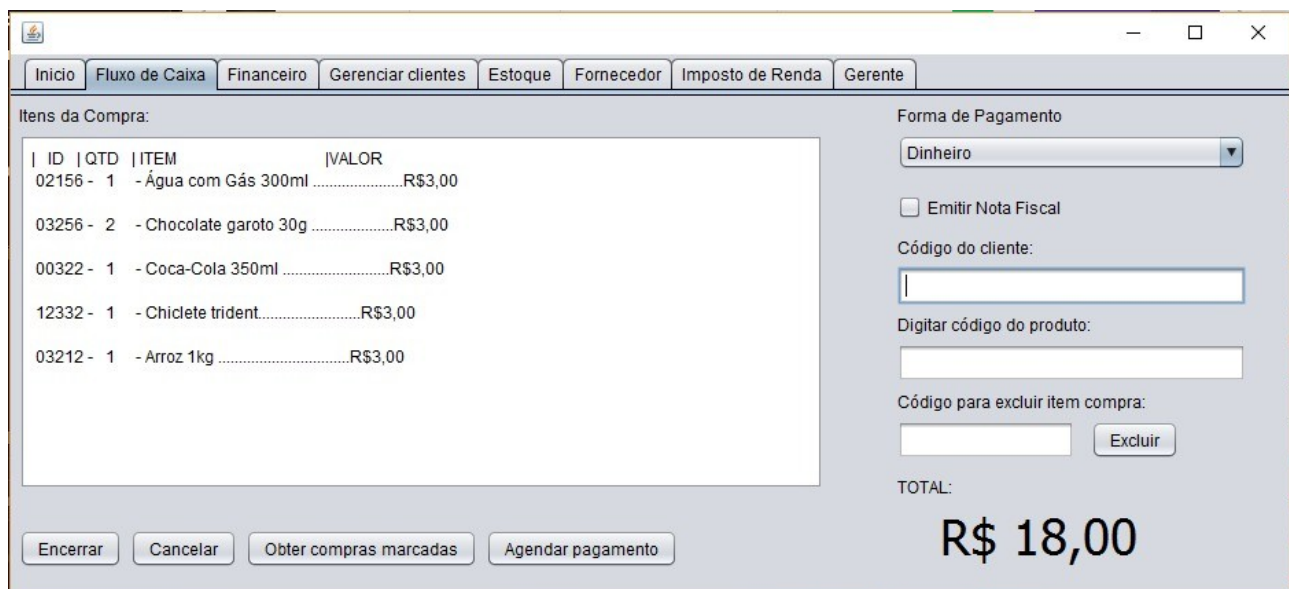 Inicio Fluxo de Caixa Financeiro Gerenciar clientes Estoque Fornecedor Imposto de Renda Gerente
Itens da Compra:
| ID | QTD | ITEM |VALOR
02156 - 1 - Água com Gás 300ml ......................R$3,00
03256 - 2 - Chocolate garoto 30g ....................R$3,00
00322 - 1 - Coca-Cola 350ml ..........................R$3,00
12332 - 1 - Chiclete trident.........................R$3,00
03212 - 1 - Arroz 1kg ................................R$3,00
Encerrar Cancelar Obter compras marcadas Agendar pagamento
Forma de Pagamento
Dinheiro
Emitir Nota Fiscal
Código do cliente:
Digitar código do produto:
Código para excluir item compra:
Excluir
TOTAL:
R$ 18,00